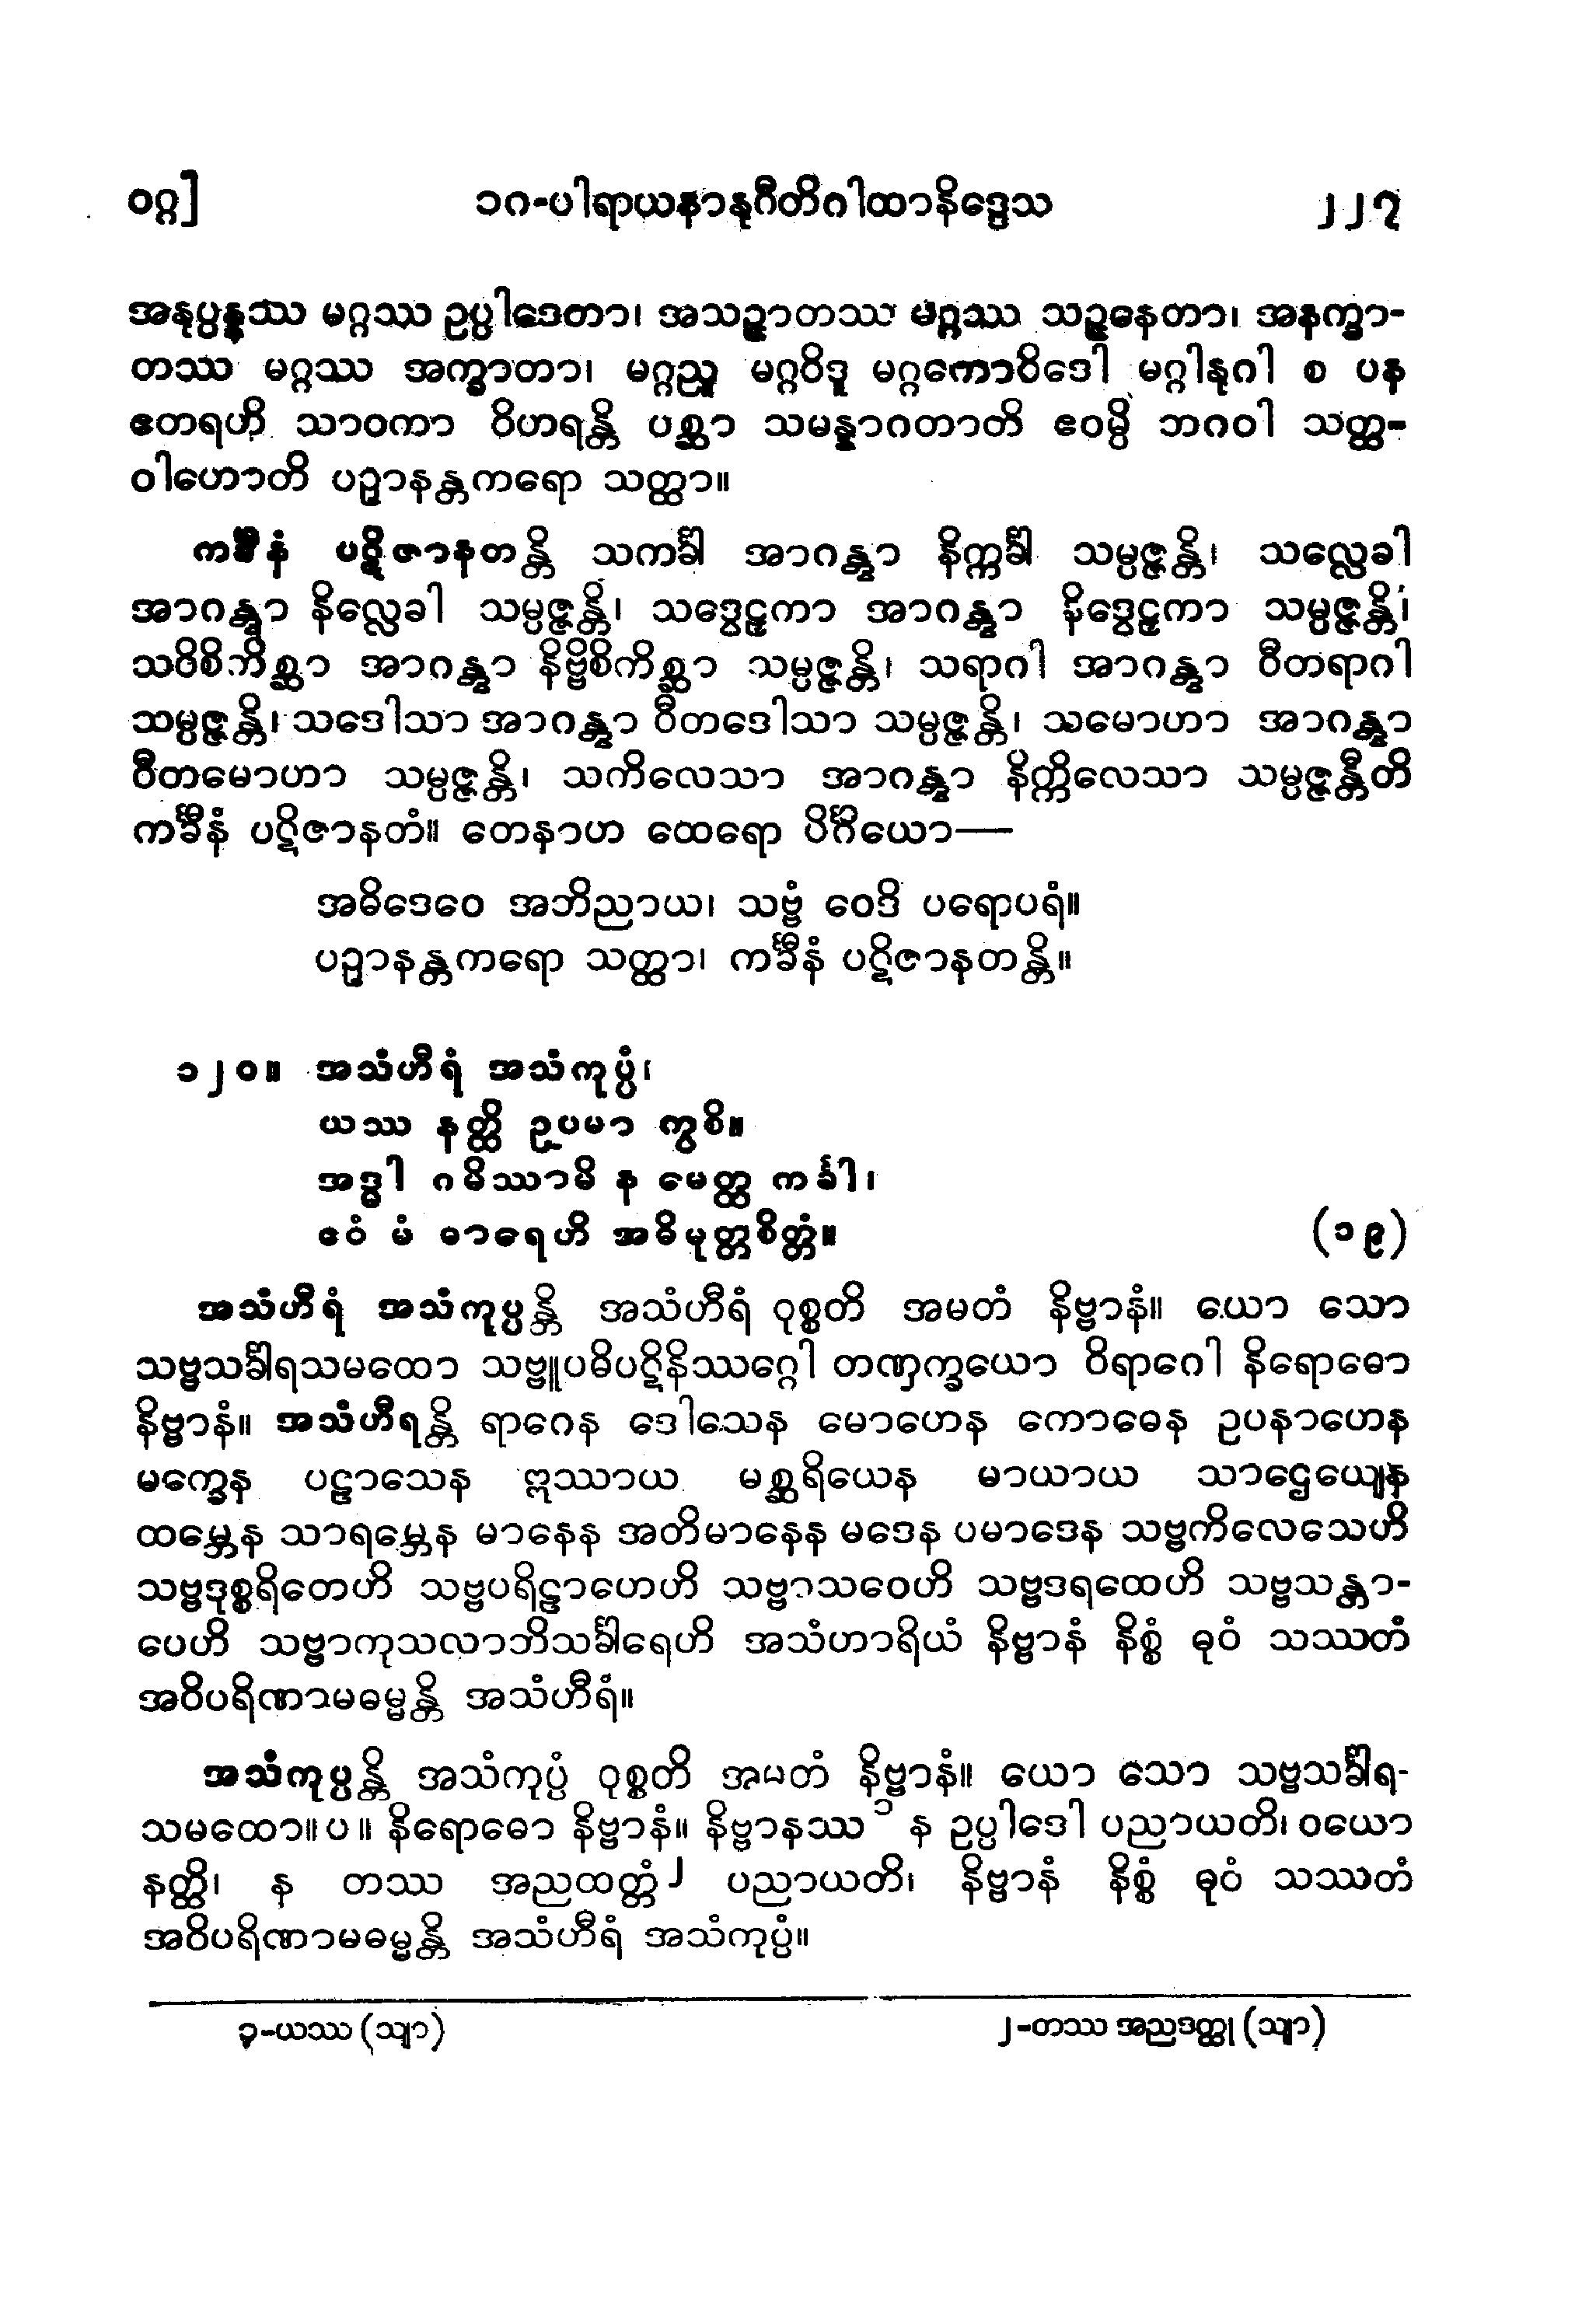 ဝဂ္ဂ] ၁၈-ပါရာယနာနုဂီတိဂါထာနိဒ္ဒေသ ၂၂၇
အနုပ္ပန္နဿ မဂ္ဂဿ ဥပ္ပါဒေတာ၊ အသဉ္ဇာတဿ မဂ္ဂဿ သဉ္ဇနေတာ၊ အနက္ခာ-
တဿ မဂ္ဂဿ အက္ခာတာ၊ မဂ္ဂညူ မဂ္ဂဝိဒူ မဂ္ဂကောဝိဒေါ မဂ္ဂါနုဂါ စ ပန
ဧတရဟိ သာဝကာ ဝိဟရန္တိ ပစ္ဆာ သမန္နာဂတာတိ ဧဝမ္ပိ ဘဂဝါ သတ္ထ-
ဝါဟောတိ ပဉှာနန္တကရော သတ္ထာ။
ကင်္ခီနံ ပဋိဇာနတန္တိ သကင်္ခါ အာဂန္တွာ နိက္ကင်္ခါ သမ္ပဇ္ဇန္တိ၊ သလ္လေခါ
အာဂန္တွာ နိလ္လေခါ သမ္ပဇ္ဇန္တိ၊ သဒွေဠှကာ အာဂန္တွာ နိဒွေဠှကာ သမ္ပဇ္ဇန္တိ၊
သဝိစိကိစ္ဆာ အာဂန္တွာ နိဗ္ဗိစိကိစ္ဆာ သမ္ပဇ္ဇန္တိ၊ သရာဂါ အာဂန္တွာ ဝီတရာဂါ
သမ္ပဇ္ဇန္တိ၊ သဒေါသာ အာဂန္တွာ ဝီတဒေါသာ သမ္ပဇ္ဇန္တိ၊ သမောဟာ အာဂန္တွာ
ဝီတမောဟာ သမ္ပဇ္ဇန္တိ၊ သကိလေသာ အာဂန္တွာ နိက္ကိလေသာ သမ္ပဇ္ဇန္တီတိ
ကင်္ခီနံ ပဋိဇာနတံ။ တေနာဟ ထေရော ပိင်္ဂိယော—
အဓိဒေဝေ အဘိညာယ၊ သဗ္ဗံ ဝေဒိ ပရောပရံ။
ပဉှာနန္တကရော သတ္ထာ၊ ကင်္ခီနံ ပဋိဇာနတန္တိ။
၁၂၀။ အသံဟီရံ အသံကုပ္ပံ၊
ယဿ နတ္ထိ ဥပမာ ကွစိ။
အဒ္ဓါ ဂမိဿာမိ န မေတ္ထ ကင်္ခါ၊
ဧဝံ မံ ဓာရေဟိ အဓိမုတ္တစိတ္တံ။ (၁၉)
အသံဟီရံ အသံကုပ္ပန္တိ အသံဟီရံ ဝုစ္စတိ အမတံ နိဗ္ဗာနံ။ ယော သော
သဗ္ဗသင်္ခါရသမထော သဗ္ဗူပဓိပဋိနိဿဂ္ဂေါ တဏှက္ခယော ဝိရာဂေါ နိရောဓော
နိဗ္ဗာနံ။ အသံဟီရန္တိ ရာဂေန ဒေါသေန မောဟေန ကောဓေန ဥပနာဟေန
မက္ခေန ပဠာသေန ဣဿာယ မစ္ဆရိယေန မာယာယ သာဌေယျေန
ထမ္ဘေန သာရမ္ဘေန မာနေန အတိမာနေန မဒေန ပမာဒေန သဗ္ဗကိလေသေဟိ
သဗ္ဗဒုစ္စရိတေဟိ သဗ္ဗပရိဠာဟေဟိ သဗ္ဗာသဝေဟိ သဗ္ဗဒရထေဟိ သဗ္ဗသန္တာ-
ပေဟိ သဗ္ဗာကုသလာဘိသင်္ခါရေဟိ အသံဟာရိယံ နိဗ္ဗာနံ နိစ္စံ ဓုဝံ သဿတံ
အဝိပရိဏာမဓမ္မန္တိ အသံဟီရံ။
အသံကုပ္ပန္တိ အသံကုပ္ပံ ဝုစ္စတိ အမတံ နိဗ္ဗာနံ။ ယော သော သဗ္ဗသင်္ခါရ-
သမထော။ပ။ နိရောဓော နိဗ္ဗာနံ။ နိဗ္ဗာနဿ ၁ န ဥပ္ပါဒေါ ပညာယတိ၊ ဝယော
နတ္ထိ၊ န တဿ အညထတ္တံ ၂ ပညာယတိ၊ နိဗ္ဗာနံ နိစ္စံ ဓုဝံ သဿတံ
အဝိပရိဏာမဓမ္မန္တိ အသံဟီရံ အသံကုပ္ပံ။
၃-ယဿ (သျာ) ၂-တဿ အညဒတ္ထု (သျာ)